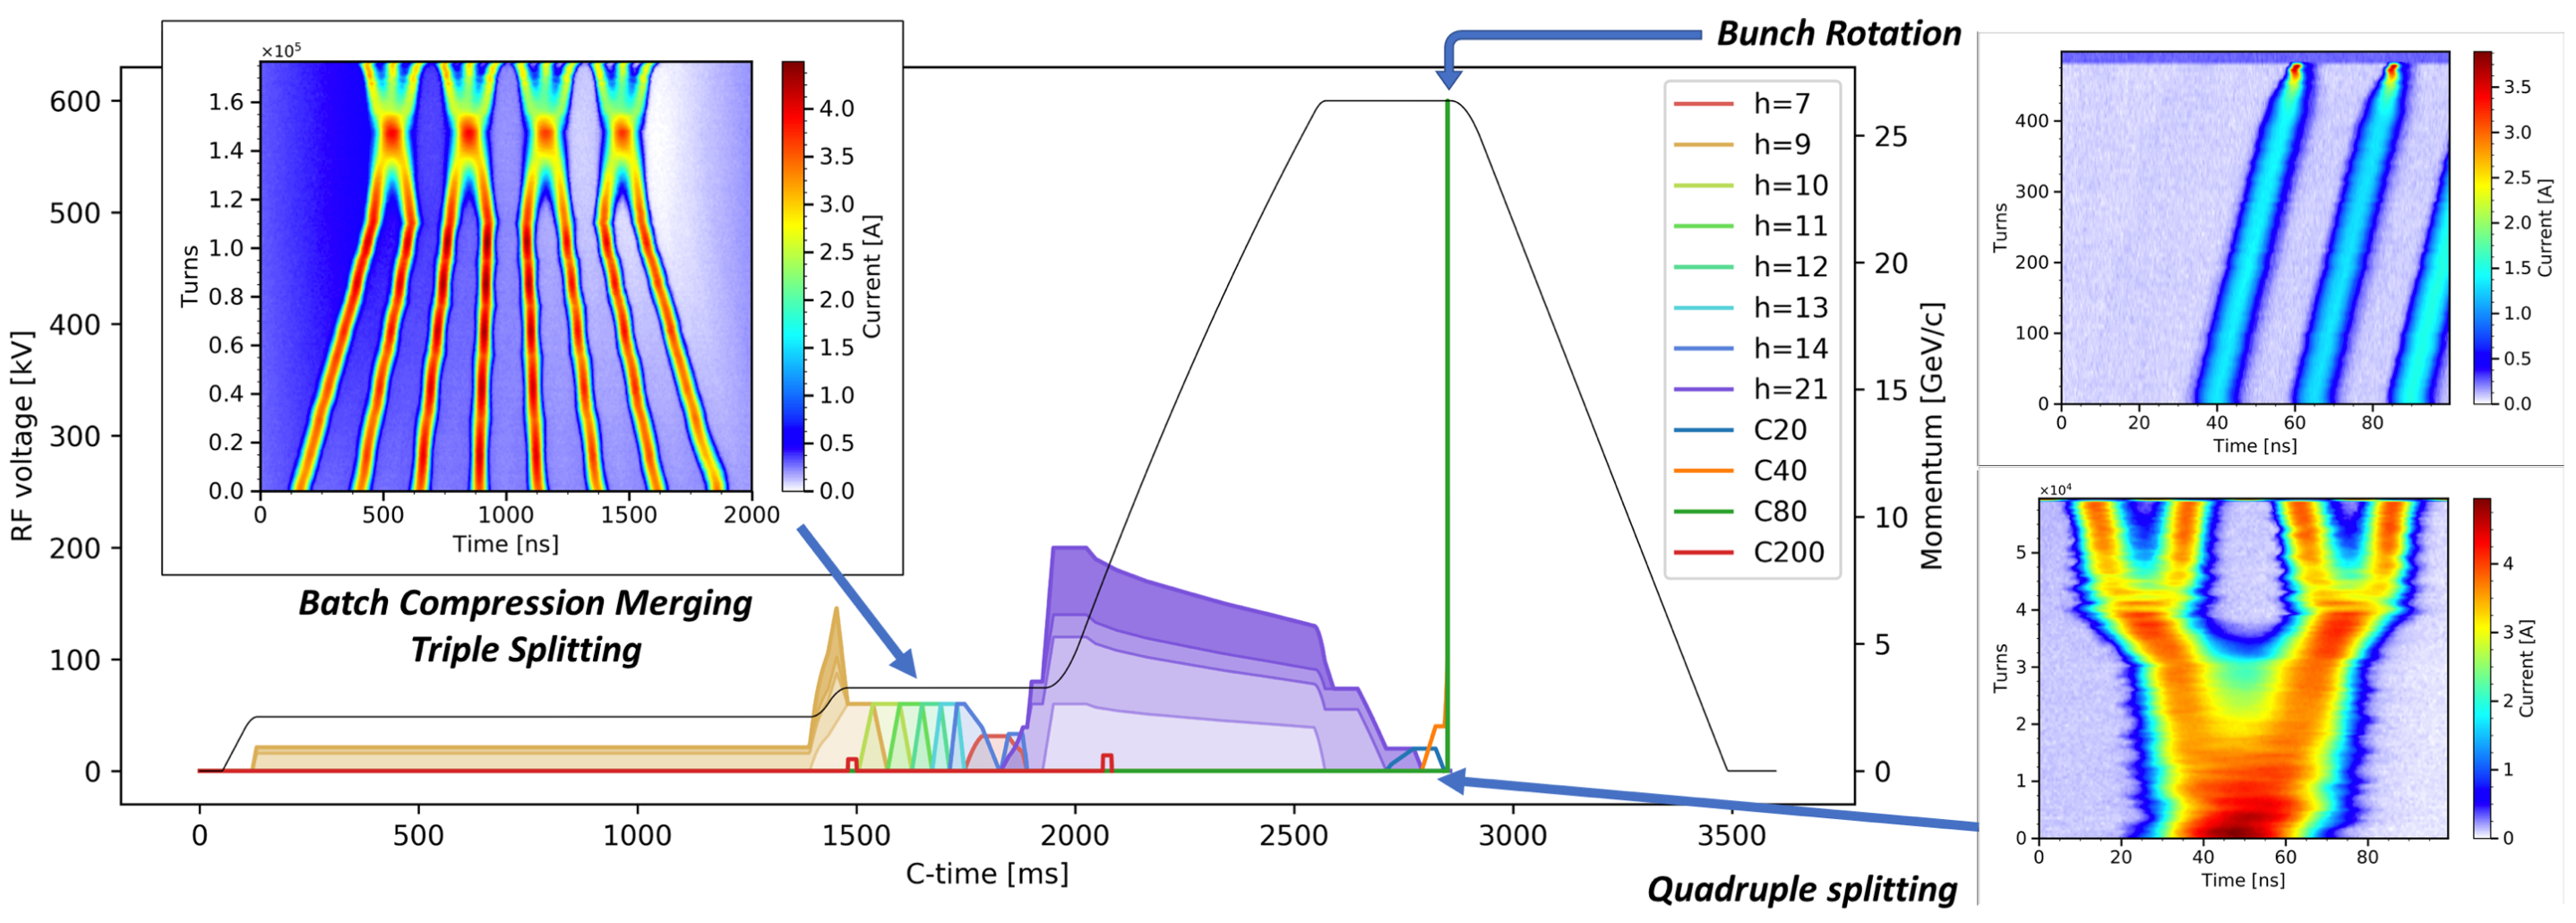 Bunch Rotation
×10⁵
1.6
1.4
1.2
1.0
0.8
0.6
0.4
0.2
0.0
Turns
0
500
1000
1500
2000
Time [ns]
4.0
3.5
3.0
2.5
2.0
1.5
1.0
0.5
0.0
Current [A]
Batch Compression Merging
Triple Splitting
600
500
400
300
200
100
0
RF voltage [kV]
0
500
1000
1500
2000
2500
3000
3500
C-time [ms]
25
20
15
10
5
0
Momentum [GeV/c]
h=7
h=9
h=10
h=11
h=12
h=13
h=14
h=21
C20
C40
C80
C200
400
300
200
100
0
Turns
0
20
40
60
80
Time [ns]
3.5
3.0
2.5
2.0
1.5
1.0
0.5
0.0
Current [A]
×10⁴
5
4
3
2
1
0
Turns
0
20
40
60
80
Time [ns]
4
3
2
1
0
Current [A]
Quadruple splitting